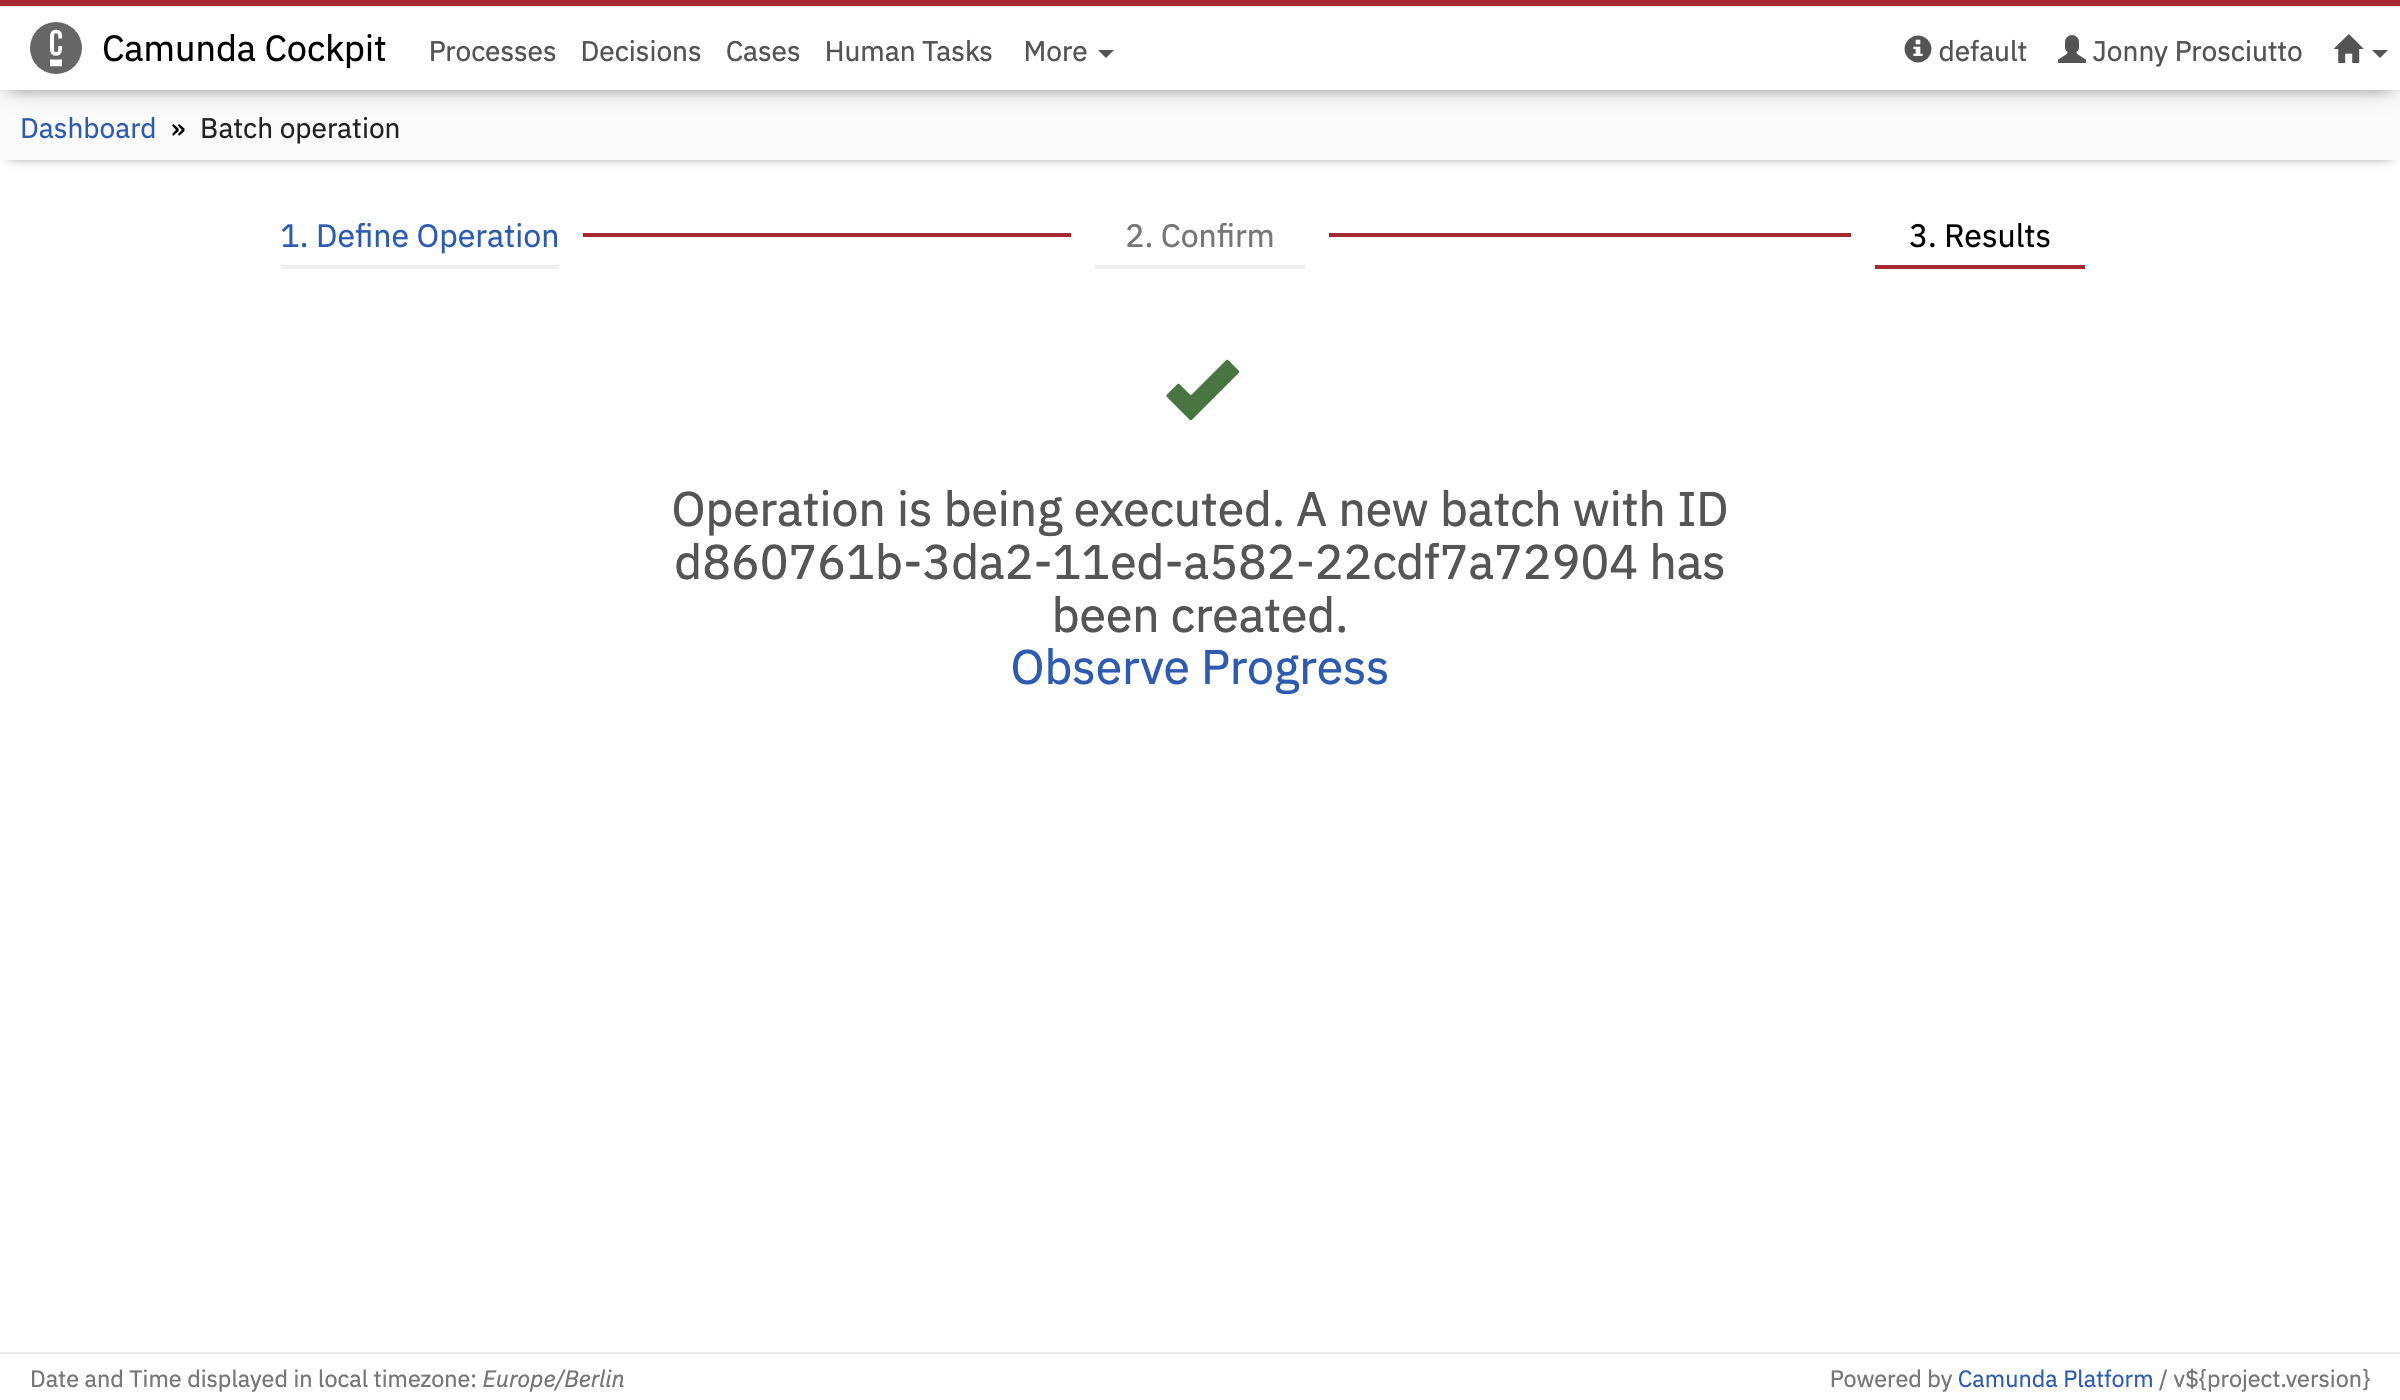 Camunda Cockpit Processes Decisions Cases Human Tasks More default Jonny Prosciutto
Dashboard » Batch operation
1. Define Operation 2. Confirm 3. Results
Operation is being executed. A new batch with ID
d860761b-3da2-11ed-a582-22cdf7a72904 has
been created.
Observe Progress
Date and Time displayed in local timezone: Europe/Berlin Powered by Camunda Platform / v${project.version}